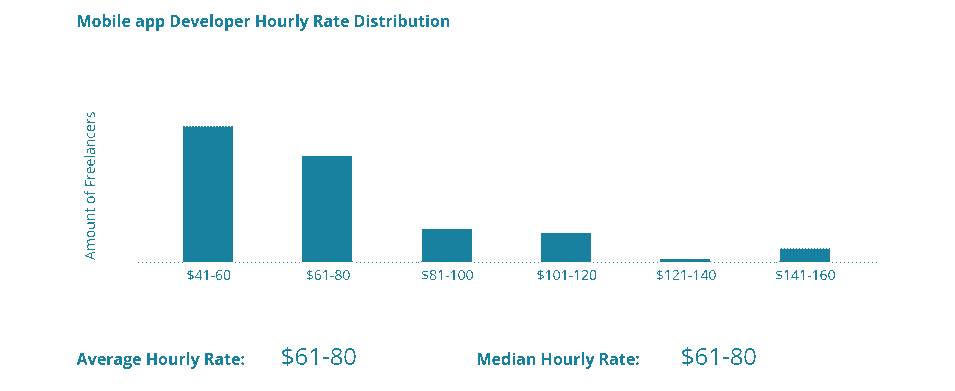 Mobile app Developer Hourly Rate Distribution
Amount of Freelancers
$41-60 $61-80 $81-100 $101-120 $121-140 $141-160
Average Hourly Rate: $61-80 Median Hourly Rate: $61-80